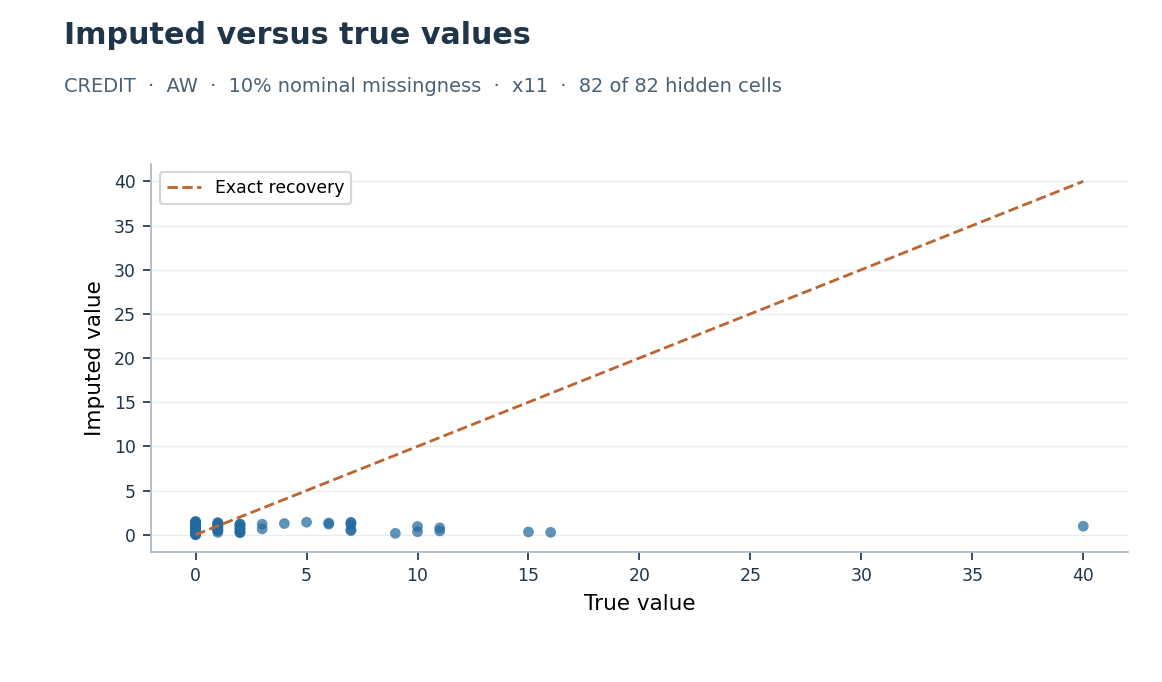 Imputed versus true values
CREDIT · AW · 10% nominal missingness · x11 · 82 of 82 hidden cells
Exact recovery
Imputed value
40
35
30
25
20
15
10
5
0
0 5 10 15 20 25 30 35 40
True value